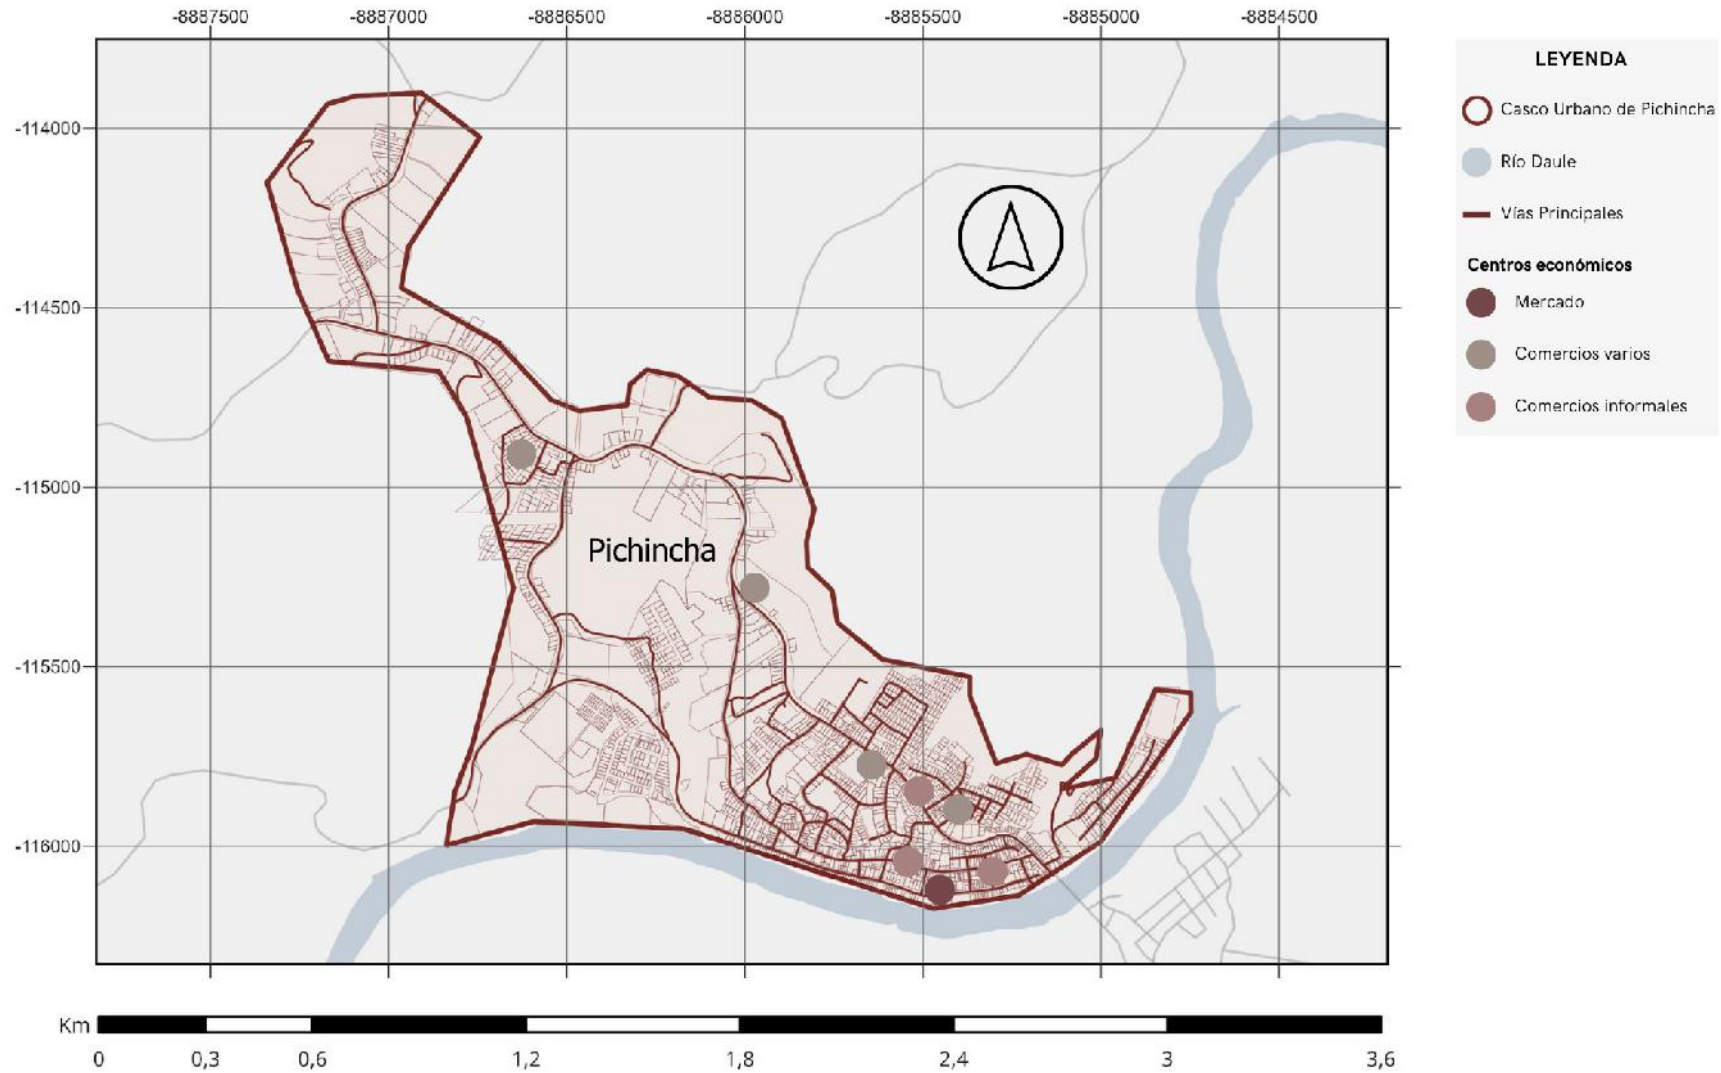 -8887500 -8887000 -8886500 -8886000 -8885500 -8885000 -8884500
-114000
-114500
-115000
-115500
-116000
Pichincha
LEYENDA
Casco Urbano de Pichincha
Río Daule
Vías Principales
Centros económicos
Mercado
Comercios varios
Comercios informales
Km
0 0,3 0,6 1,2 1,8 2,4 3 3,6